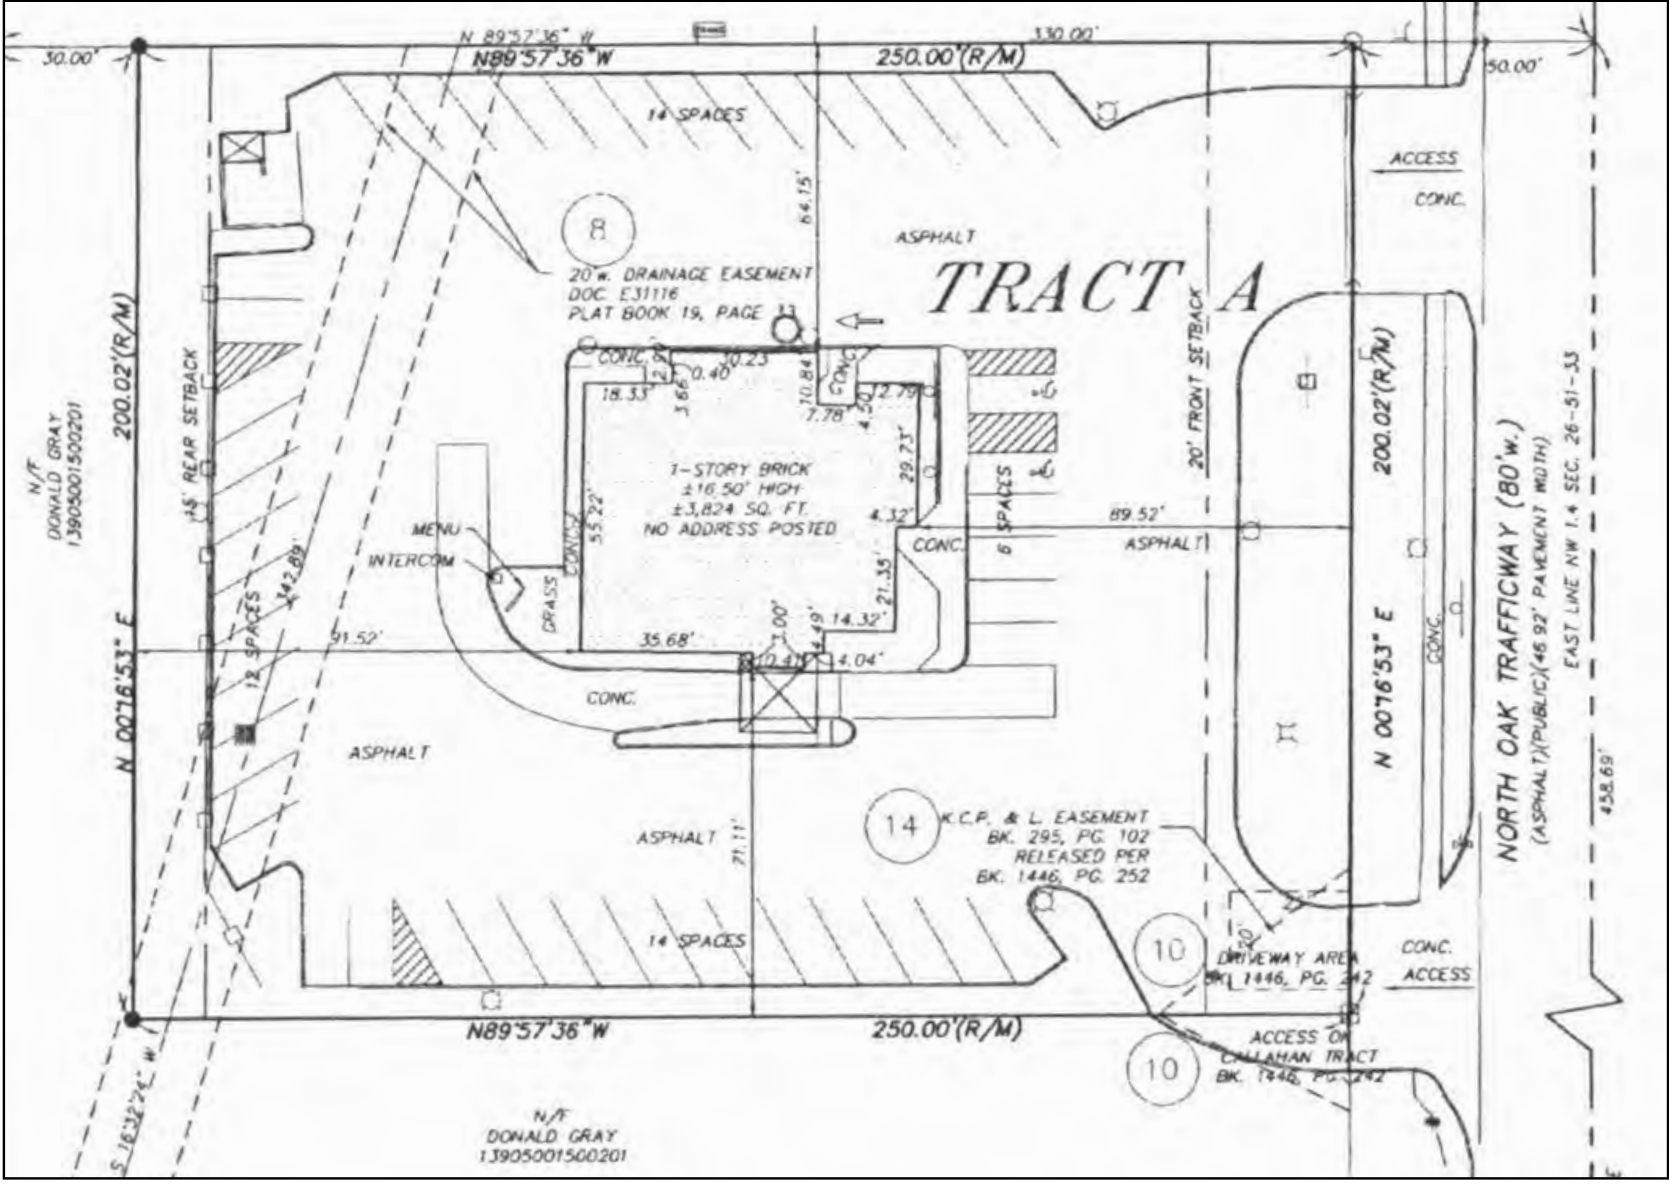 N 89°57'36" W
330.00'
50.00'
N89°57'36"W
250.00'(R/M)
50.00'
14 SPACES
ACCESS
CONC.
64.15'
8
ASPHALT
20'w. DRAINAGE EASEMENT
DOC. E31116
PLAT BOOK 19, PAGE 33
TRACT A
200.02'(R/M)
15' REAR SETBACK
20' FRONT SETBACK
200.02'(R/M)
N/F
DONALD GRAY
13905001500201
CONC.
30.23
0.40
18.33
3.66
10.84
CONC.
12.79
7.78
4.50
29.73'
1-STORY BRICK
±16.50' HIGH
±3,824 SQ. FT.
NO ADDRESS POSTED
55.22'
CONC.
4.32'
CONC.
6 SPACES
89.52'
ASPHALT
MENU
INTERCOM
GRASS
21.35'
14.32'
3.00'
4.49
35.68'
10.41
4.04'
91.52'
12 SPACES
342.89'
N 00°16'53" E
N 00°16'53" E
CONC.
CONC.
NORTH OAK TRAFFICWAY (80'w.)
(ASPHALT)(PUBLIC)(46.92' PAVEMENT WIDTH)
EAST LINE NW 1.4 SEC. 26-51-33
458.69'
ASPHALT
ASPHALT
71.11'
14
K.C.P. & L. EASEMENT
BK. 295, PG. 102
RELEASED PER
BK. 1446, PG. 252
14 SPACES
10
20'
DRIVEWAY AREA
BK. 1446, PG. 242
CONC.
ACCESS
N89°57'36"W
250.00'(R/M)
10
ACCESS OF
CALLAHAN TRACT
BK. 1446, PG. 242
S 16°32'24" W
N/F
DONALD GRAY
13905001500201